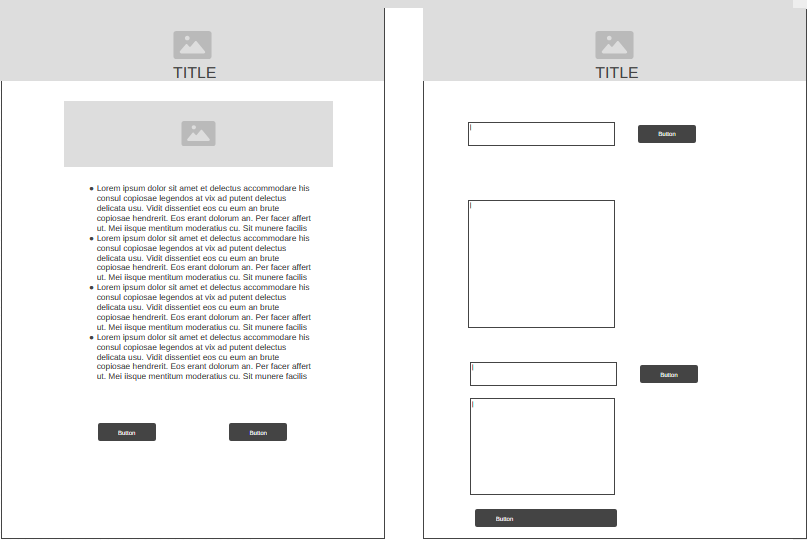 TITLE
● Lorem ipsum dolor sit amet et delectus accommodare his
consul copiosae legendos at vix ad putent delectus
delicata usu. Vidit dissentiet eos cu eum an brute
copiosae hendrerit. Eos erant dolorum an. Per facer affert
ut. Mei iisque mentitum moderatius cu. Sit munere facilis
● Lorem ipsum dolor sit amet et delectus accommodare his
consul copiosae legendos at vix ad putent delectus
delicata usu. Vidit dissentiet eos cu eum an brute
copiosae hendrerit. Eos erant dolorum an. Per facer affert
ut. Mei iisque mentitum moderatius cu. Sit munere facilis
● Lorem ipsum dolor sit amet et delectus accommodare his
consul copiosae legendos at vix ad putent delectus
delicata usu. Vidit dissentiet eos cu eum an brute
copiosae hendrerit. Eos erant dolorum an. Per facer affert
ut. Mei iisque mentitum moderatius cu. Sit munere facilis
● Lorem ipsum dolor sit amet et delectus accommodare his
consul copiosae legendos at vix ad putent delectus
delicata usu. Vidit dissentiet eos cu eum an brute
copiosae hendrerit. Eos erant dolorum an. Per facer affert
ut. Mei iisque mentitum moderatius cu. Sit munere facilis
Button
Button
TITLE
Button
Button
Button